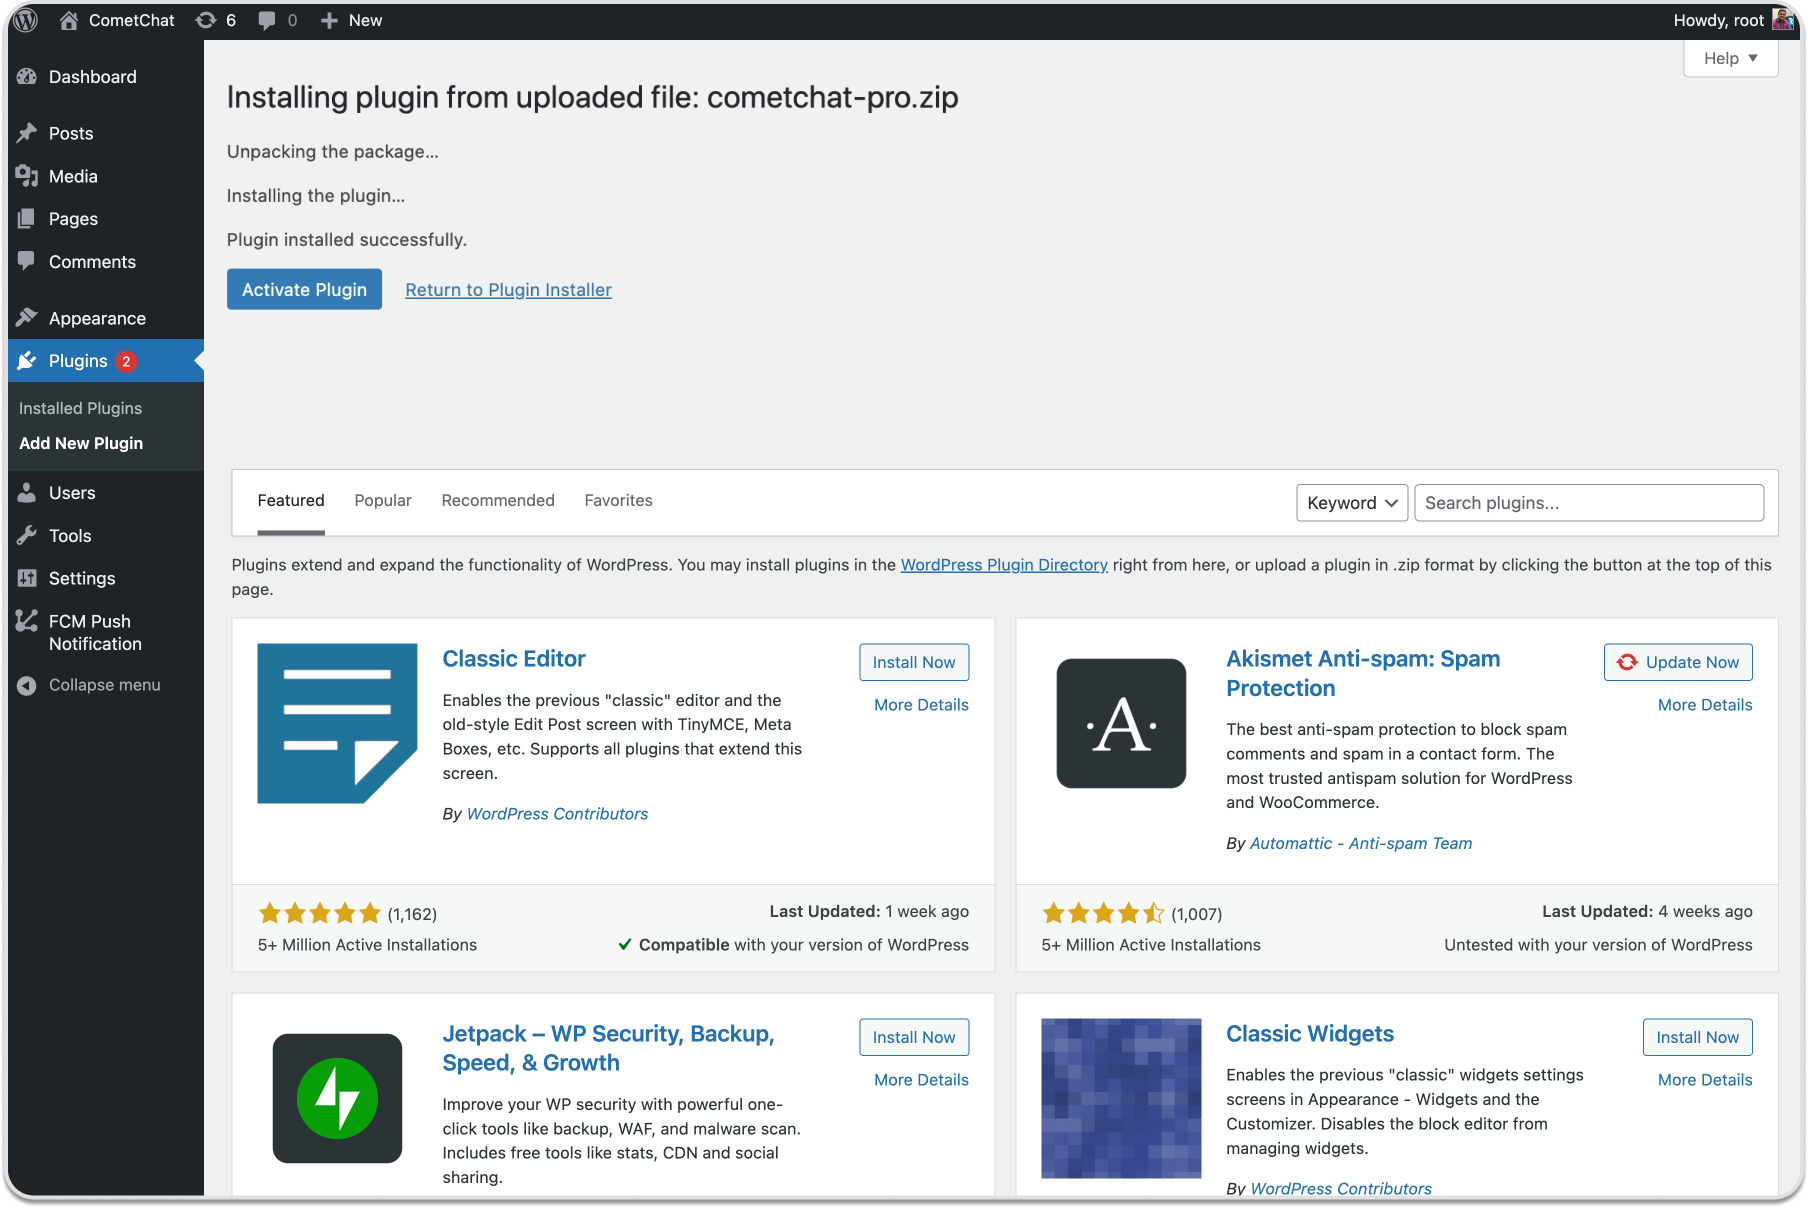 CometChat 6 0 New Howdy, root
Help
Dashboard
Posts
Media
Pages
Comments
Appearance
Plugins 2
Installed Plugins
Add New Plugin
Users
Tools
Settings
FCM Push
Notification
Collapse menu
Installing plugin from uploaded file: cometchat-pro.zip
Unpacking the package...
Installing the plugin...
Plugin installed successfully.
Activate Plugin Return to Plugin Installer
Featured Popular Recommended Favorites Keyword Search plugins...
Plugins extend and expand the functionality of WordPress. You may install plugins in the WordPress Plugin Directory right from here, or upload a plugin in .zip format by clicking the button at the top of this
page.
Classic Editor
Install Now
More Details
Enables the previous "classic" editor and the
old-style Edit Post screen with TinyMCE, Meta
Boxes, etc. Supports all plugins that extend this
screen.
By WordPress Contributors
(1,162)
Last Updated: 1 week ago
5+ Million Active Installations
Compatible with your version of WordPress
·A·
Akismet Anti-spam: Spam
Protection
Update Now
More Details
The best anti-spam protection to block spam
comments and spam in a contact form. The
most trusted antispam solution for WordPress
and WooCommerce.
By Automattic - Anti-spam Team
(1,007)
Last Updated: 4 weeks ago
5+ Million Active Installations
Untested with your version of WordPress
Jetpack – WP Security, Backup,
Speed, & Growth
Install Now
More Details
Improve your WP security with powerful one-
click tools like backup, WAF, and malware scan.
Includes free tools like stats, CDN and social
sharing.
Classic Widgets
Install Now
More Details
Enables the previous "classic" widgets settings
screens in Appearance - Widgets and the
Customizer. Disables the block editor from
managing widgets.
By WordPress Contributors